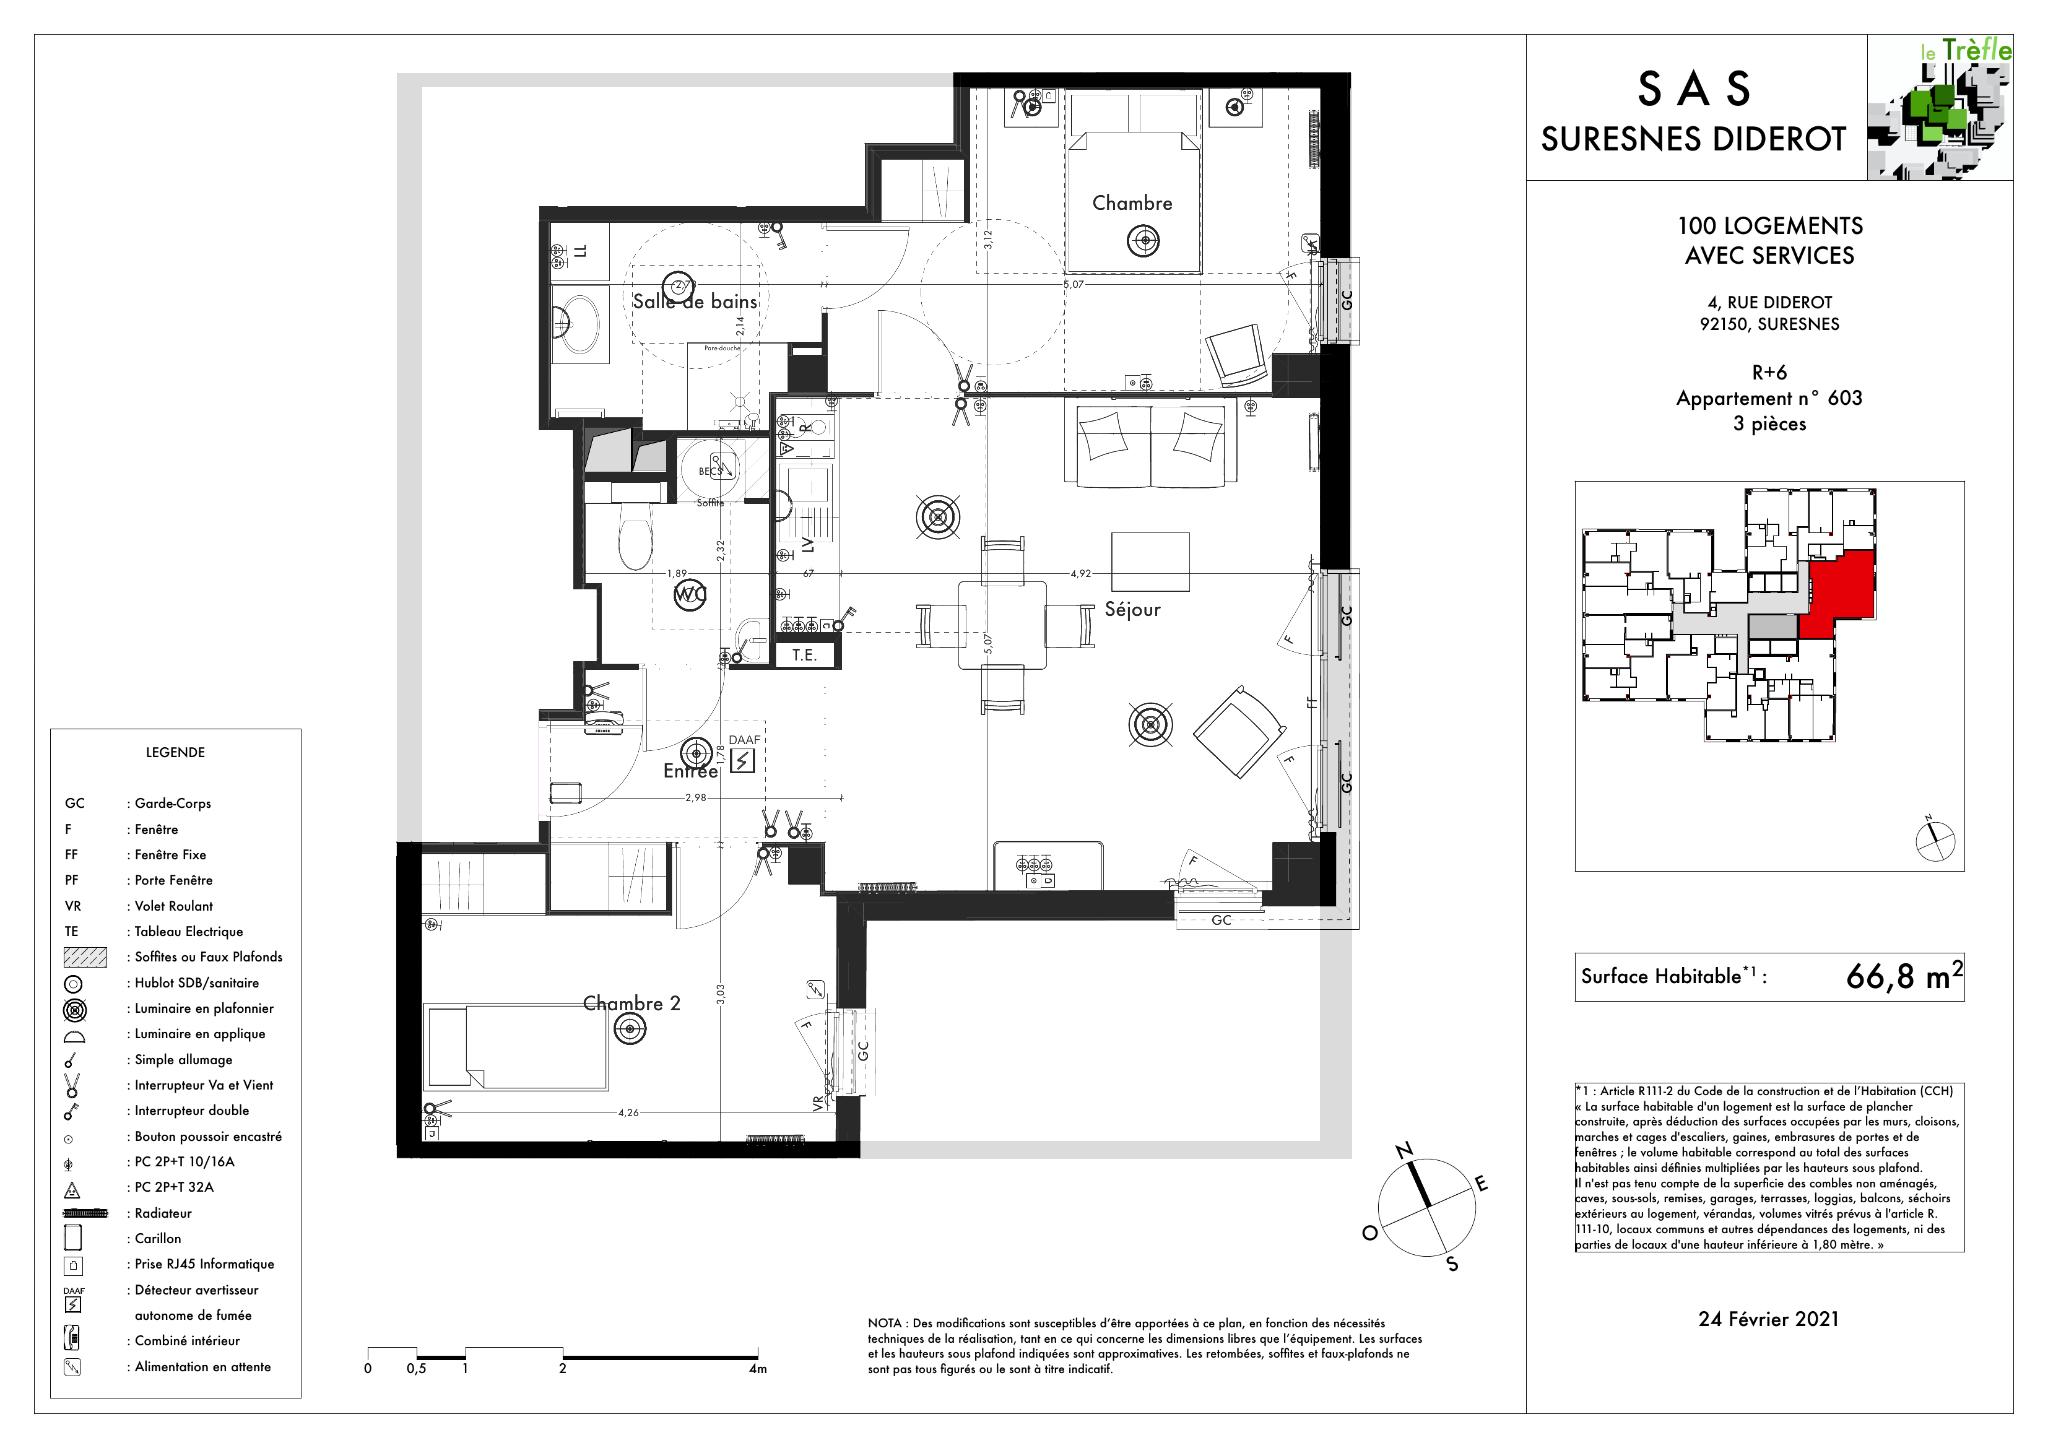 le Trèfle
S A S
SURESNES DIDEROT
100 LOGEMENTS
AVEC SERVICES
4, RUE DIDEROT
92150, SURESNES
R+6
Appartement n° 603
3 pièces
N
Surface Habitable*1 :
66,8 m2
*1 : Article R111-2 du Code de la construction et de l'Habitation (CCH)
« La surface habitable d'un logement est la surface de plancher
construite, après déduction des surfaces occupées par les murs, cloisons,
marches et cages d'escaliers, gaines, embrasures de portes et de
fenêtres ; le volume habitable correspond au total des surfaces
habitables ainsi définies multipliées par les hauteurs sous plafond.
Il n'est pas tenu compte de la superficie des combles non aménagés,
caves, sous-sols, remises, garages, terrasses, loggias, balcons, séchoirs
extérieurs au logement, vérandas, volumes vitrés prévus à l'article R.
111-10, locaux communs et autres dépendances des logements, ni des
parties de locaux d'une hauteur inférieure à 1,80 mètre. »
24 Février 2021
Chambre
3,12
5,07
VR
F
GC
LL
Salle de bains
2,14
Pare-douche
R
BECS
Soffite
LV
2,32
1,89
67
4,92
WC
Séjour
5,07
T.E.
F
GC
FF
F
GC
DAAF
Entrée
1,78
2,98
F
GC
Chambre 2
3,03
F
GC
VR
4,26
LEGENDE
GC : Garde-Corps
F : Fenêtre
FF : Fenêtre Fixe
PF : Porte Fenêtre
VR : Volet Roulant
TE : Tableau Electrique
: Soffites ou Faux Plafonds
: Hublot SDB/sanitaire
: Luminaire en plafonnier
: Luminaire en applique
: Simple allumage
: Interrupteur Va et Vient
: Interrupteur double
: Bouton poussoir encastré
: PC 2P+T 10/16A
: PC 2P+T 32A
: Radiateur
: Carillon
: Prise RJ45 Informatique
DAAF : Détecteur avertisseur
autonome de fumée
: Combiné intérieur
: Alimentation en attente
N
E
O
S
0 0,5 1 2 4m
NOTA : Des modifications sont susceptibles d'être apportées à ce plan, en fonction des nécessités
techniques de la réalisation, tant en ce qui concerne les dimensions libres que l'équipement. Les surfaces
et les hauteurs sous plafond indiquées sont approximatives. Les retombées, soffites et faux-plafonds ne
sont pas tous figurés ou le sont à titre indicatif.